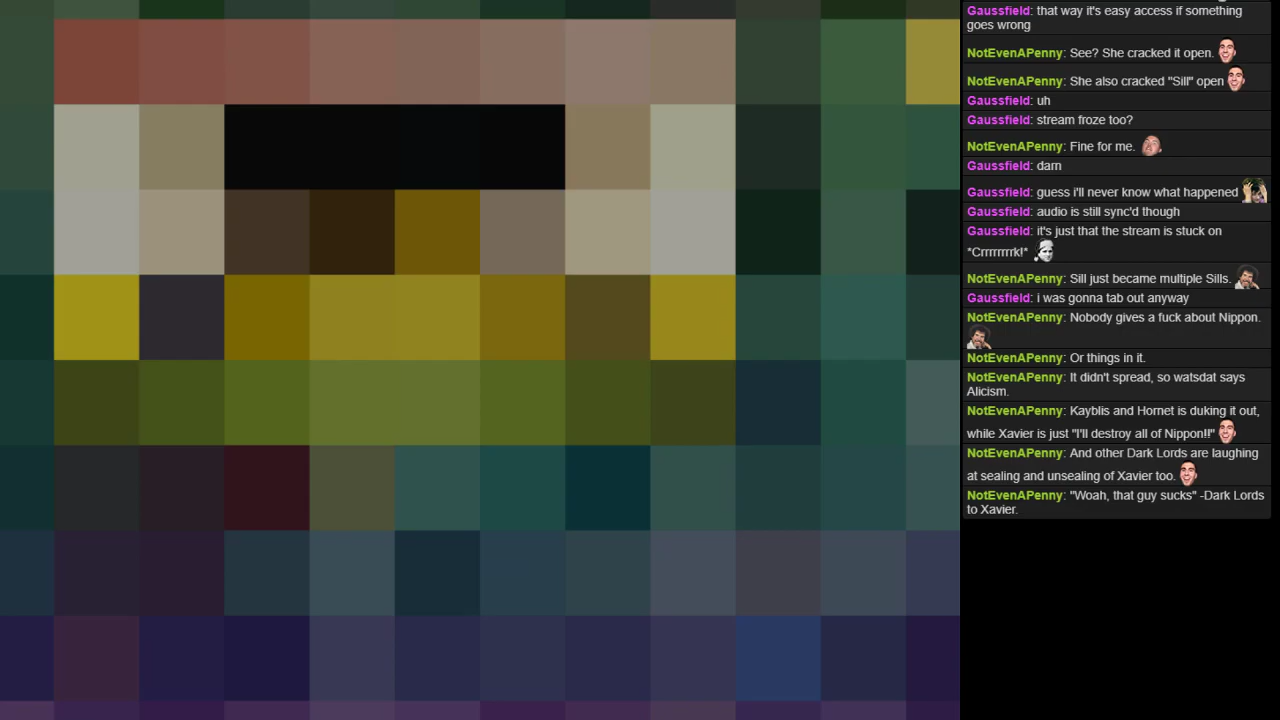 Gaussfield: that way it's easy access if something
goes wrong
NotEvenAPenny: See? She cracked it open.
NotEvenAPenny: She also cracked "Sill" open
Gaussfield: uh
Gaussfield: stream froze too?
NotEvenAPenny: Fine for me.
Gaussfield: darn
Gaussfield: guess i'll never know what happened
Gaussfield: audio is still sync'd though
Gaussfield: it's just that the stream is stuck on
*Crrrrrrrk!*
NotEvenAPenny: Sill just became multiple Sills.
Gaussfield: i was gonna tab out anyway
NotEvenAPenny: Nobody gives a fuck about Nippon.
NotEvenAPenny: Or things in it.
NotEvenAPenny: It didn't spread, so watsdat says
Alicism.
NotEvenAPenny: Kayblis and Hornet is duking it out,
while Xavier is just "I'll destroy all of Nippon!!"
NotEvenAPenny: And other Dark Lords are laughing
at sealing and unsealing of Xavier too.
NotEvenAPenny: "Woah, that guy sucks" -Dark Lords
to Xavier.